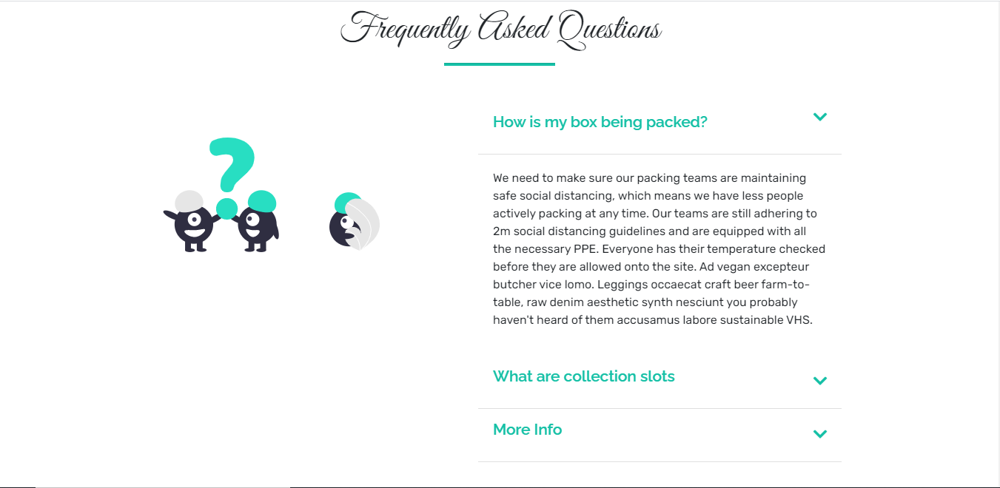 Frequently Asked Questions
How is my box being packed?
We need to make sure our packing teams are maintaining
safe social distancing, which means we have less people
actively packing at any time. Our teams are still adhering to
2m social distancing guidelines and are equipped with all
the necessary PPE. Everyone has their temperature checked
before they are allowed onto the site. Ad vegan excepteur
butcher vice lomo. Leggings occaecat craft beer farm-to-
table, raw denim aesthetic synth nesciunt you probably
haven't heard of them accusamus labore sustainable VHS.
What are collection slots
More Info